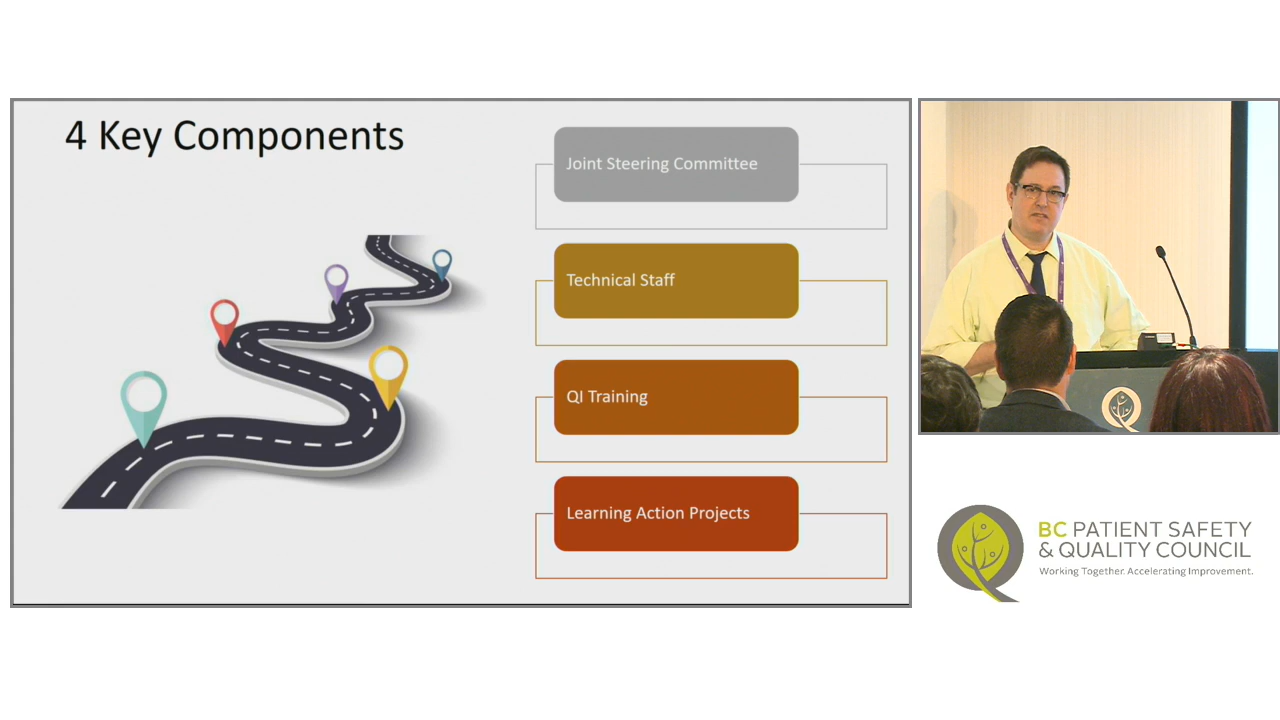 4 Key Components
Joint Steering Committee
Technical Staff
QI Training
Learning Action Projects
BC PATIENT SAFETY
& QUALITY COUNCIL
Working Together. Accelerating Improvement.